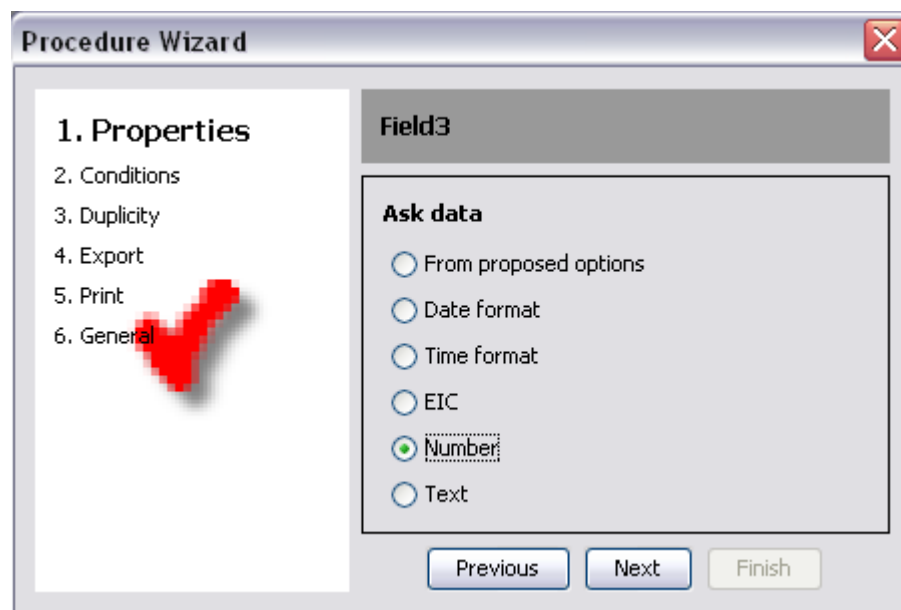 Procedure Wizard
1. Properties
2. Conditions
3. Duplicity
4. Export
5. Print
6. General
Field3
Ask data
From proposed options
Date format
Time format
EIC
Number
Text
Previous
Next
Finish